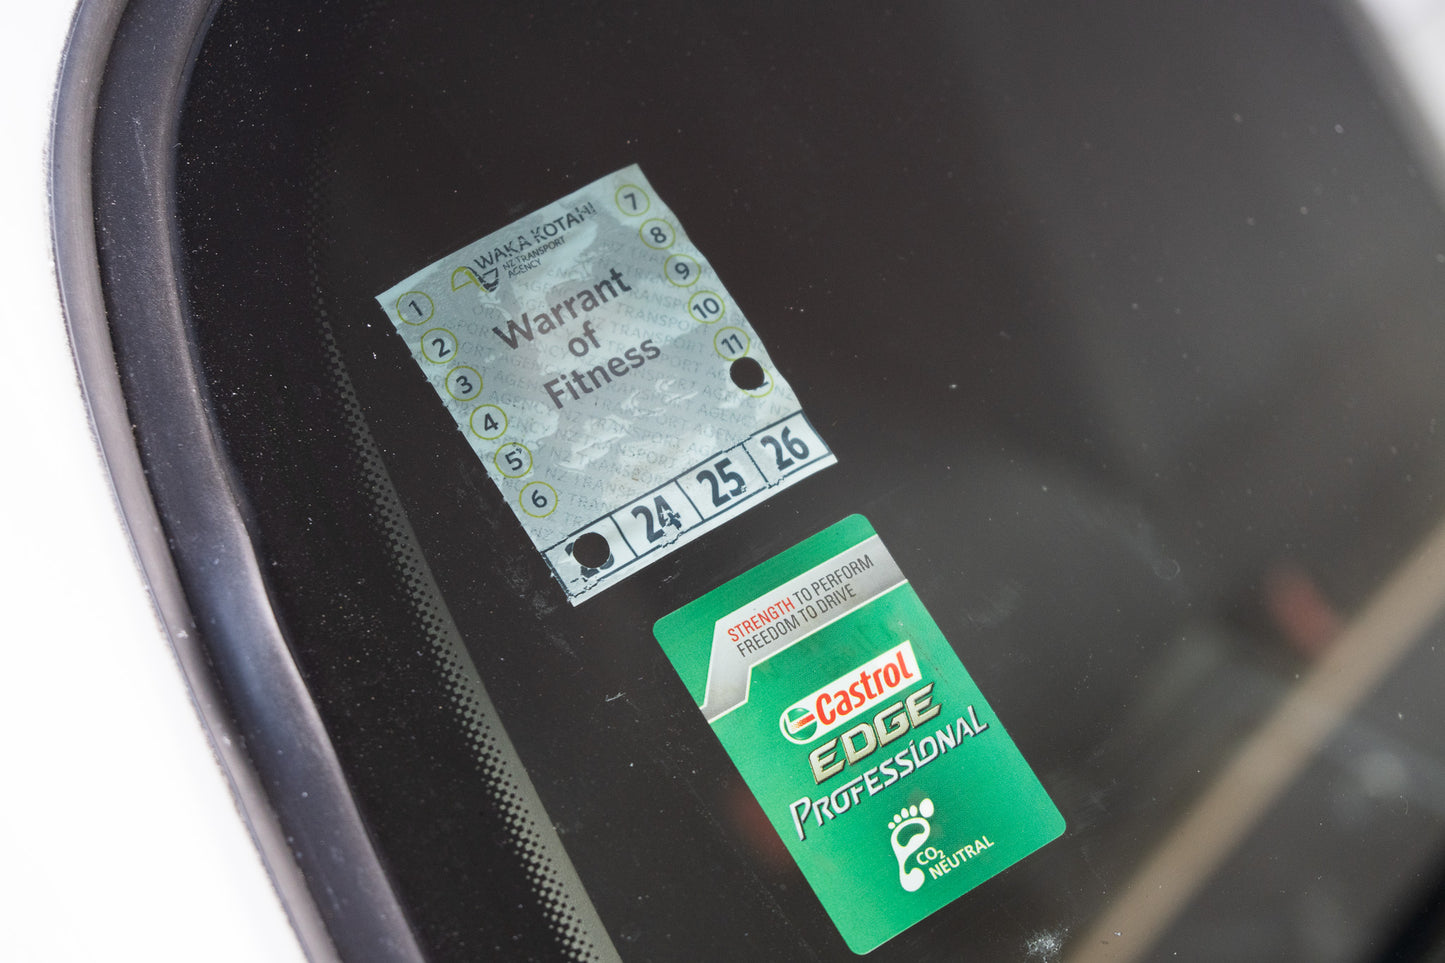 WAKA KOTAHI
NZ TRANSPORT
AGENCY
Warrant
of
Fitness
1
2
3
4
5
6
7
8
9
10
11
24 25 26
STRENGTH TO PERFORM
FREEDOM TO DRIVE
Castrol
EDGE
PROFESSIONAL
CO2
NEUTRAL